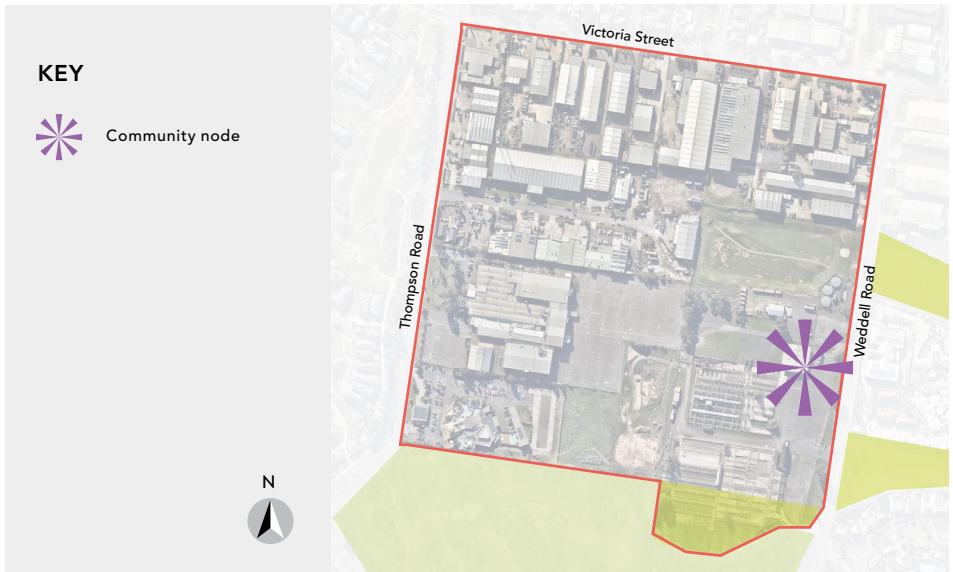 KEY
Community node
N
Victoria Street
Thompson Road
Weddell Road